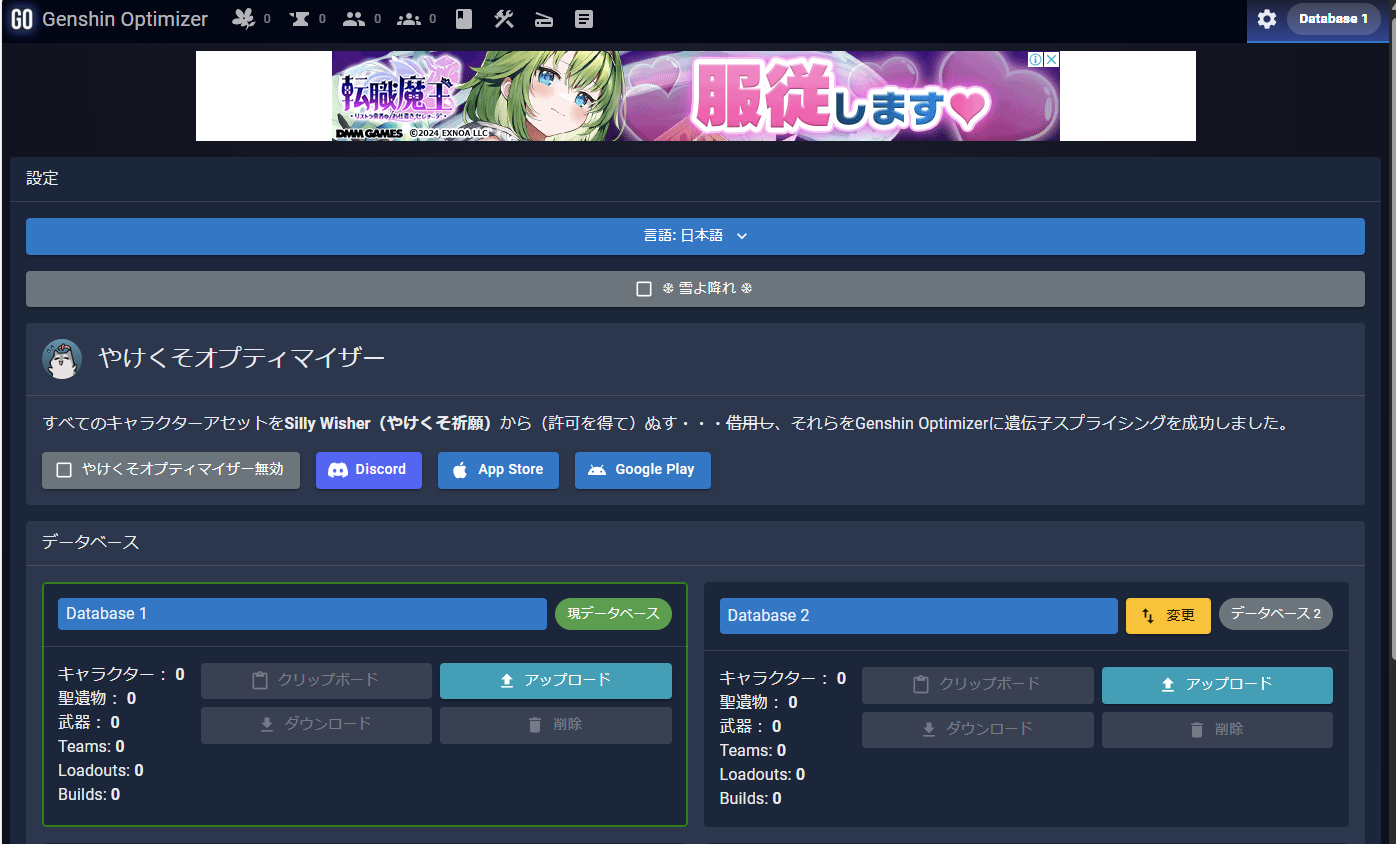 GO Genshin Optimizer 0 0 0 0 Database 1
転職魔王
DMM GAMES ©2024 EXNOA LLC
服従します
設定
言語: 日本語
❄ 雪よ降れ ❄
やけくそオプティマイザー
すべてのキャラクターアセットをSilly Wisher（やけくそ祈願）から（許可を得て）ぬす・・・借用し、それらをGenshin Optimizerに遺伝子スプライシングを成功しました。
やけくそオプティマイザー無効 Discord App Store Google Play
データベース
Database 1 現データベース
キャラクター： 0 クリップボード アップロード
聖遺物： 0
武器： 0 ダウンロード 削除
Teams: 0
Loadouts: 0
Builds: 0
Database 2 変更 データベース 2
キャラクター： 0 クリップボード アップロード
聖遺物： 0
武器： 0 ダウンロード 削除
Teams: 0
Loadouts: 0
Builds: 0